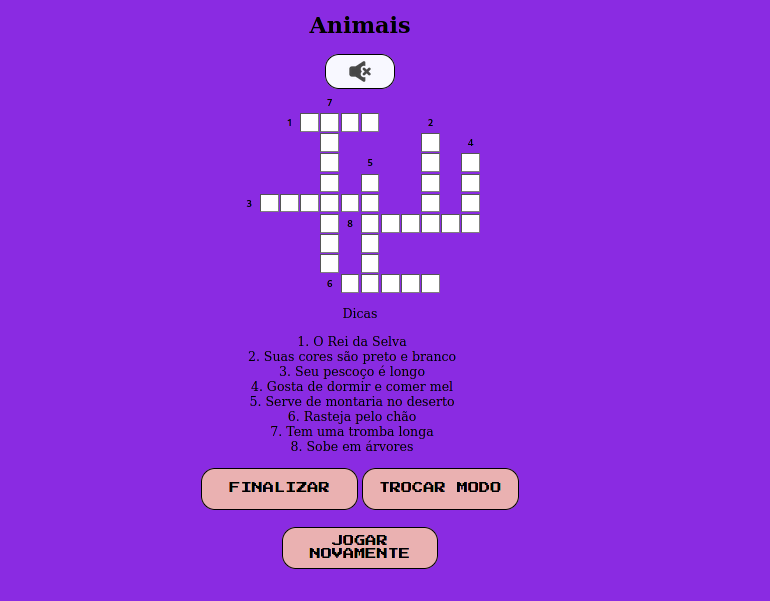 Animais
7
1
2
4
5
3
8
6
Dicas
1. O Rei da Selva
2. Suas cores são preto e branco
3. Seu pescoço é longo
4. Gosta de dormir e comer mel
5. Serve de montaria no deserto
6. Rasteja pelo chão
7. Tem uma tromba longa
8. Sobe em árvores
FINALIZAR
TROCAR MODO
JOGAR
NOVAMENTE